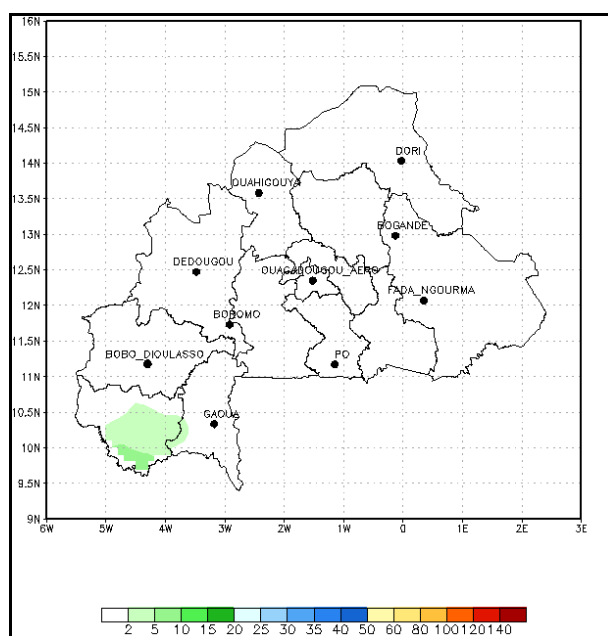 16N
15.5N
15N
14.5N
14N
DORI
13.5N
OUAHIGOUYA
13N
BOGANDE
12.5N
DEDOUGOU
OUAGADOUGOU_AERO
12N
FADA_NGOURMA
BOROMO
11.5N
BOBO_DIOULASSO
PO
11N
10.5N
GAOUA
10N
9.5N
9N
6W 5W 4W 3W 2W 1W 0 1E 2E 3E
2 5 10 15 20 25 30 35 40 50 60 80 100 120 140